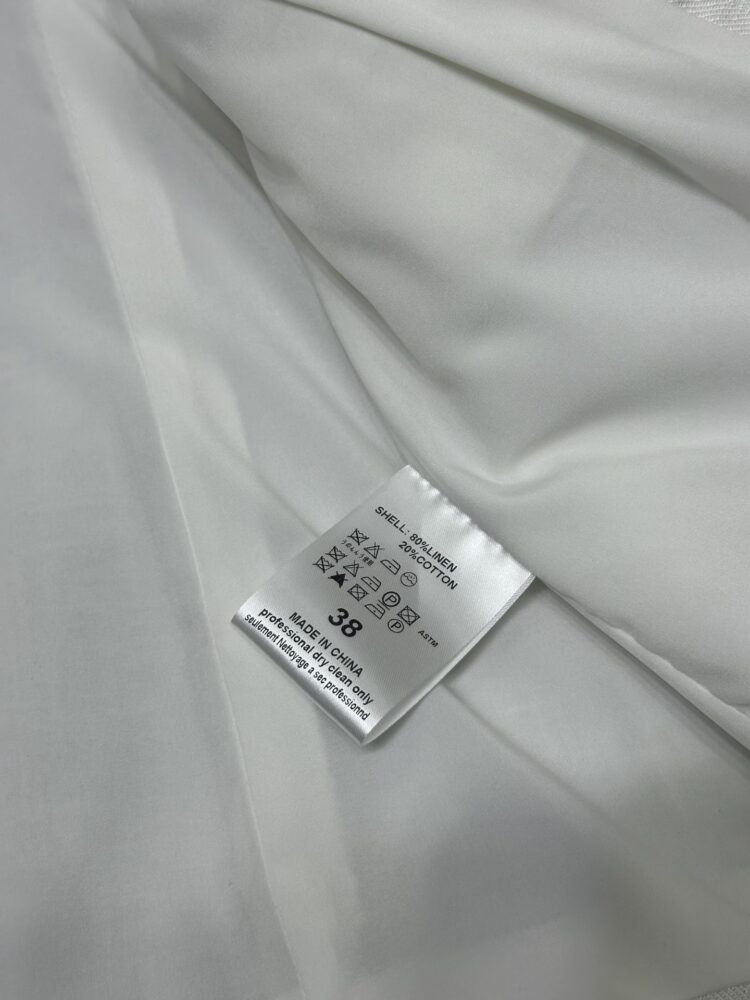 SHELL: 80%LINEN
20%COTTON
P
P
ASTM
38
MADE IN CHINA
professional dry clean only
seulement Nettoyage a sec professionnd